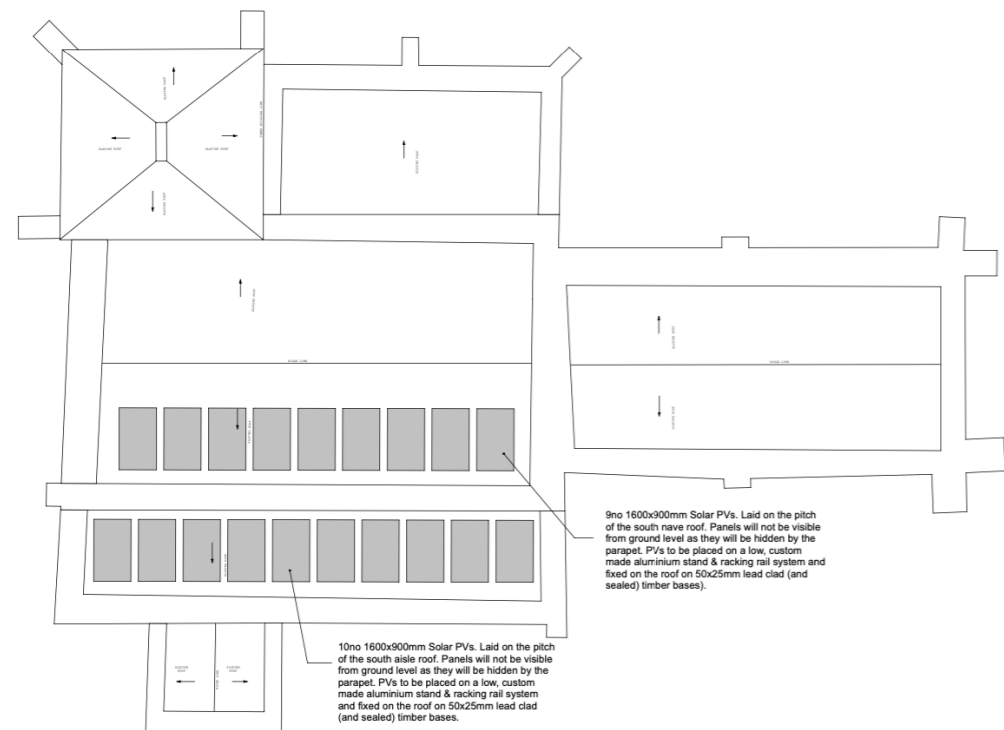 RIDGE LINE
RIDGE LINE
9no 1600x900mm Solar PVs. Laid on the pitch
of the south nave roof. Panels will not be visible
from ground level as they will be hidden by the
parapet. PVs to be placed on a low, custom
made aluminium stand & racking rail system and
fixed on the roof on 50x25mm lead clad (and
sealed) timber bases).
10no 1600x900mm Solar PVs. Laid on the pitch
of the south aisle roof. Panels will not be visible
from ground level as they will be hidden by the
parapet. PVs to be placed on a low, custom
made aluminium stand & racking rail system
and fixed on the roof on 50x25mm lead clad
(and sealed) timber bases.